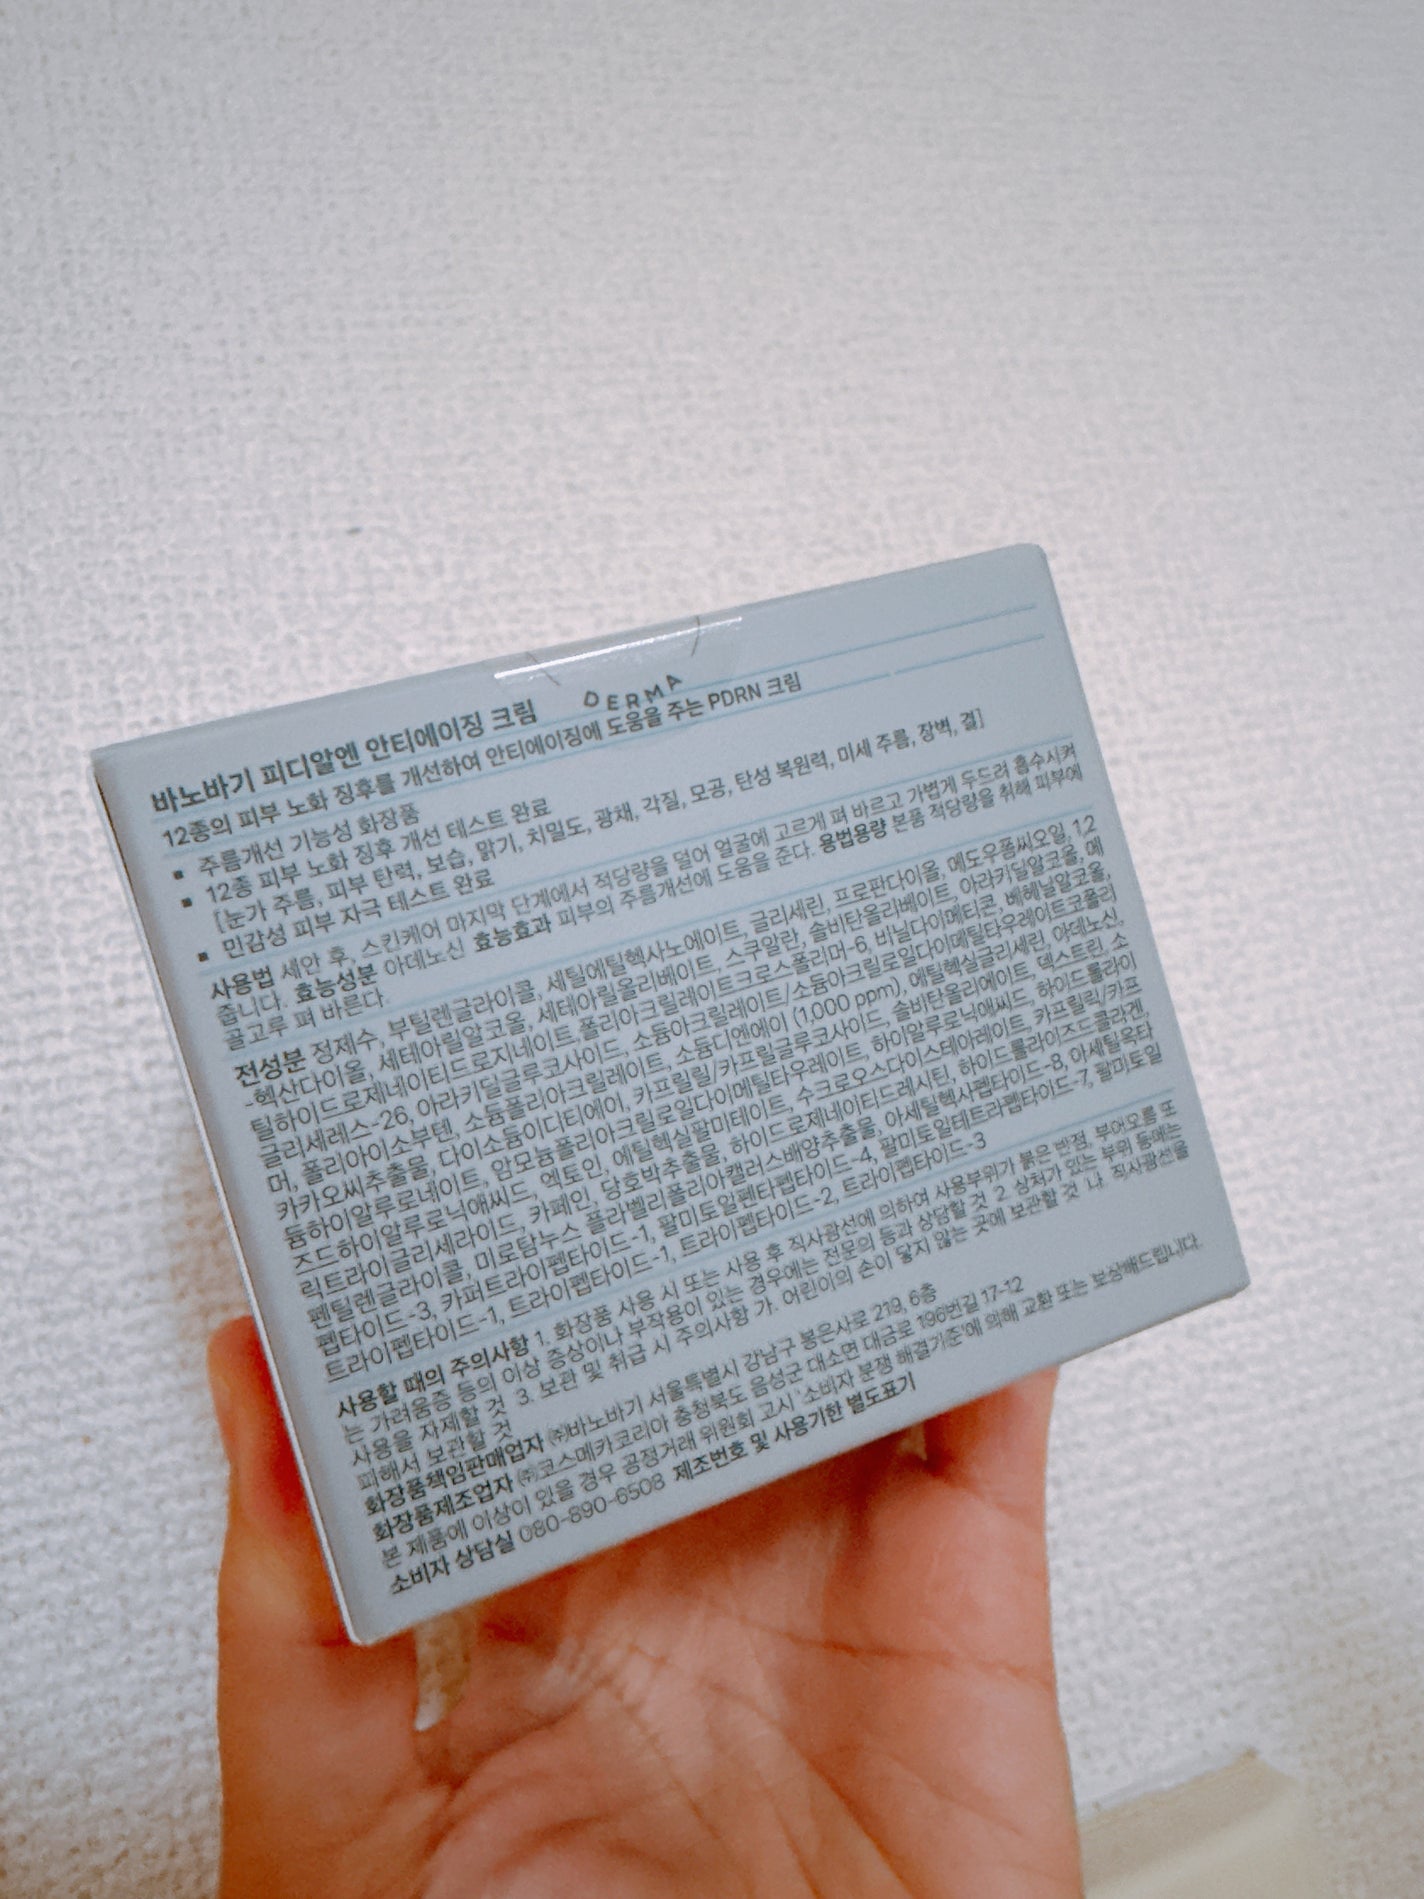 바노바기 피디알엔 안티에이징 크림
DERMA
12종의 피부 노화 징후를 개선하여 안티에이징에 도움을 주는 PDRN 크림
▪ 주름개선 기능성 화장품
▪ 12종 피부 노화 징후 개선 테스트 완료
[눈가 주름, 피부 탄력, 보습, 맑기, 치밀도, 광채, 각질, 모공, 탄성 복원력, 미세 주름, 장벽, 결]
▪ 민감성 피부 자극 테스트 완료
사용법 세안 후, 스킨케어 마지막 단계에서 적당량을 덜어 얼굴에 고르게 펴 바르고 가볍게 두드려 흡수시켜
줍니다. 효능성분 아데노신 효능효과 피부의 주름개선에 도움을 준다. 용법용량 본품 적당량을 취해 피부에
골고루 펴 바른다.
전성분 정제수, 부틸렌글라이콜, 세틸에틸헥사노에이트, 글리세린, 프로판다이올, 메도우폼씨오일, 1,2
-헥산다이올, 세테아릴알코올, 세테아릴올리베이트, 스쿠알란, 솔비탄올리베이트, 아라키딜알코올, 메
틸하이드로제네이티드로지네이트, 폴리아크릴레이트크로스폴리머-6, 비닐다이메티콘, 베헤닐알코올,
글리세레스-26, 아라키딜글루코사이드, 소듐아크릴레이트/소듐아크릴로일다이메틸타우레이트코폴리
머, 폴리아이소부텐, 소듐폴리아크릴레이트, 소듐디엔에이 (1,000 ppm), 에틸헥실글리세린, 아데노신,
카카오씨추출물, 다이소듐이디티에이, 카프릴릴/카프릴글루코사이드, 솔비탄올리에이트, 덱스트린, 소
듐하이알루로네이트, 암모늄폴리아크릴로일다이메틸타우레이트, 하이알루로닉애씨드, 하이드롤라이
즈드하이알루로닉애씨드, 엑토인, 에틸헥실팔미테이트, 수크로오스다이스테아레이트, 카프릴릭/카프
릭트라이글리세라이드, 카페인, 당호박추출물, 하이드로제네이티드레시틴, 하이드롤라이즈드콜라겐,
펜틸렌글라이콜, 미로탐누스 플라벨리폴리아캘러스배양추출물, 아세틸헥사펩타이드-8, 아세틸옥타
펩타이드-3, 카퍼트라이펩타이드-1, 팔미토일펜타펩타이드-4, 팔미토일테트라펩타이드-7, 팔미토일
트라이펩타이드-1, 트라이펩타이드-1, 트라이펩타이드-2, 트라이펩타이드-3
사용할 때의 주의사항 1. 화장품 사용 시 또는 사용 후 직사광선에 의하여 사용부위가 붉은 반점, 부어오름 또
는 가려움증 등의 이상 증상이나 부작용이 있는 경우에는 전문의 등과 상담할 것 2. 상처가 있는 부위 등에는
사용을 자제할 것 3. 보관 및 취급 시 주의사항 가. 어린이의 손이 닿지 않는 곳에 보관할 것 나. 직사광선을
피해서 보관할 것
화장품책임판매업자 ㈜바노바기 서울특별시 강남구 봉은사로 219, 6층
화장품제조업자 ㈜코스메카코리아 충청북도 음성군 대소면 대금로 196번길 17-12
본 제품에 이상이 있을 경우 공정거래 위원회 고시 '소비자 분쟁 해결기준'에 의해 교환 또는 보상해드립니다.
소비자 상담실 080-890-6508 제조번호 및 사용기한 별도표기